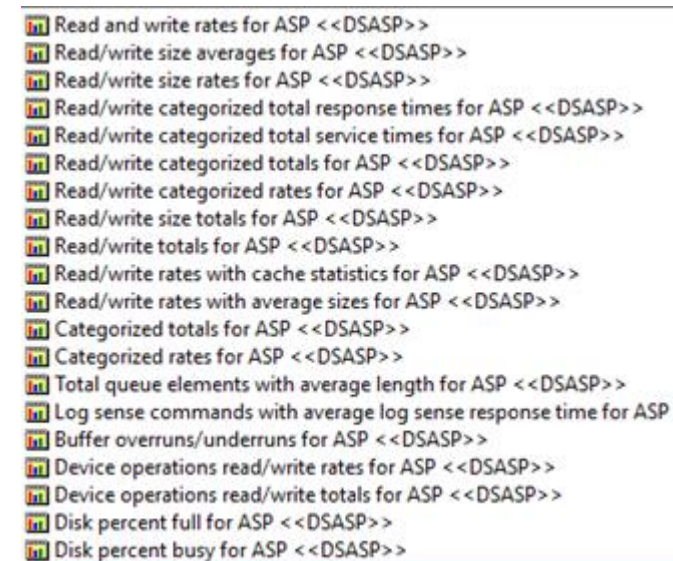 Read and write rates for ASP <<DSASP>>
Read/write size averages for ASP <<DSASP>>
Read/write size rates for ASP <<DSASP>>
Read/write categorized total response times for ASP <<DSASP>>
Read/write categorized total service times for ASP <<DSASP>>
Read/write categorized totals for ASP <<DSASP>>
Read/write categorized rates for ASP <<DSASP>>
Read/write size totals for ASP <<DSASP>>
Read/write totals for ASP <<DSASP>>
Read/write rates with cache statistics for ASP <<DSASP>>
Read/write rates with average sizes for ASP <<DSASP>>
Categorized totals for ASP <<DSASP>>
Categorized rates for ASP <<DSASP>>
Total queue elements with average length for ASP <<DSASP>>
Log sense commands with average log sense response time for ASP
Buffer overruns/underruns for ASP <<DSASP>>
Device operations read/write rates for ASP <<DSASP>>
Device operations read/write totals for ASP <<DSASP>>
Disk percent full for ASP <<DSASP>>
Disk percent busy for ASP <<DSASP>>